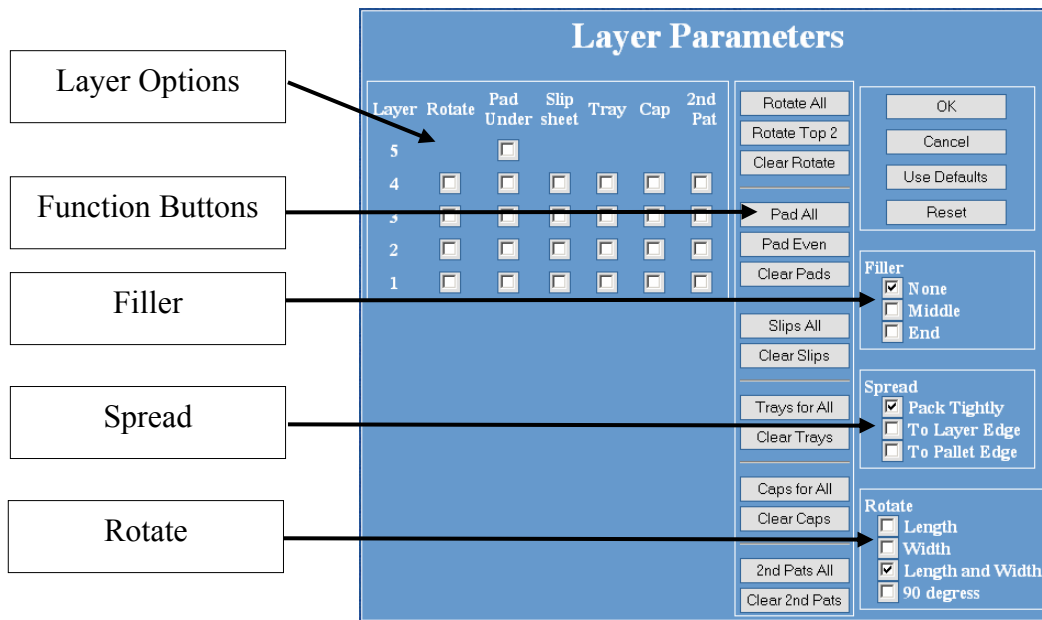 Layer Parameters
Layer Options
Function Buttons
Filler
Spread
Rotate
Layer Rotate Pad Under Slip sheet Tray Cap 2nd Pat
5
4
3
2
1
Rotate All
Rotate Top 2
Clear Rotate
Pad All
Pad Even
Clear Pads
Slips All
Clear Slips
Trays for All
Clear Trays
Caps for All
Clear Caps
2nd Pats All
Clear 2nd Pats
OK
Cancel
Use Defaults
Reset
Filler
None
Middle
End
Spread
Pack Tightly
To Layer Edge
To Pallet Edge
Rotate
Length
Width
Length and Width
90 degress